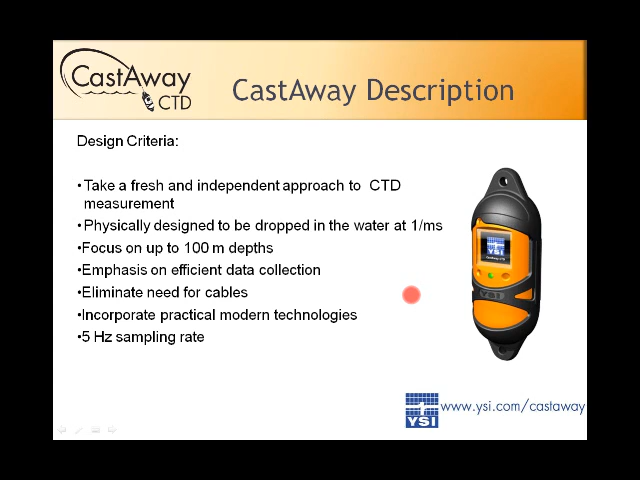 CastAway
CTD
CastAway Description
Design Criteria:
•Take a fresh and independent approach to CTD
measurement
•Physically designed to be dropped in the water at 1/ms
•Focus on up to 100 m depths
•Emphasis on efficient data collection
•Eliminate need for cables
•Incorporate practical modern technologies
•5 Hz sampling rate
YSI
YSI
YSI
www.ysi.com/castaway